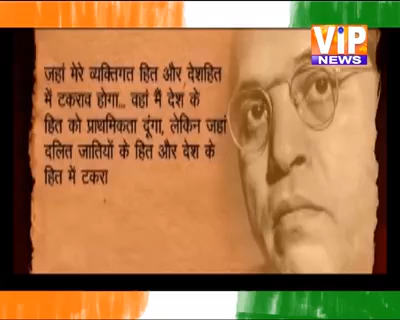 VIP
NEWS
जहां मेरे व्यक्तिगत हित और देशहित
में टकराव होगा... वहां मैं देश के
हित को प्राथमिकता दूंगा, लेकिन जहां
दलित जातियों के हित और देश के
हित में टकरा